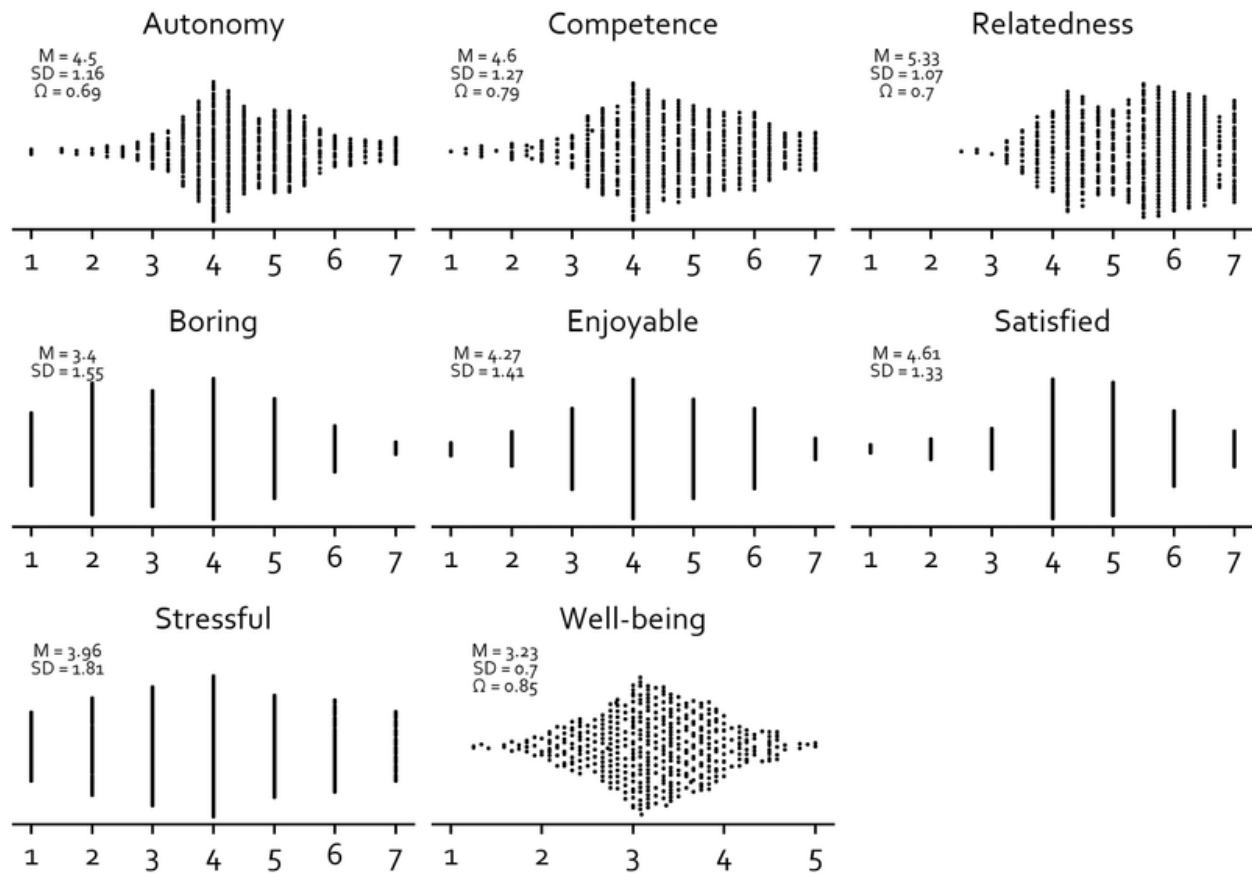 Autonomy
M = 4.5
SD = 1.16
Ω = 0.69
1 2 3 4 5 6 7
Competence
M = 4.6
SD = 1.27
Ω = 0.79
1 2 3 4 5 6 7
Relatedness
M = 5.33
SD = 1.07
Ω = 0.7
1 2 3 4 5 6 7
Boring
M = 3.4
SD = 1.55
1 2 3 4 5 6 7
Enjoyable
M = 4.27
SD = 1.41
1 2 3 4 5 6 7
Satisfied
M = 4.61
SD = 1.33
1 2 3 4 5 6 7
Stressful
M = 3.96
SD = 1.81
1 2 3 4 5 6 7
Well-being
M = 3.23
SD = 0.7
Ω = 0.85
1 2 3 4 5